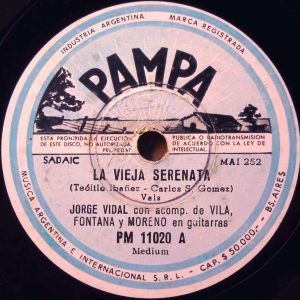 INDUSTRIA ARGENTINA
MARCA REGISTRADA
PAMPA
ESTA PROHIBIDA LA EJECUCION
DE ESTE DISCO, NO AUTORIZADA,
PUBLICA O RADIOTRANSMISION
DE ACUERDO CON LA LEY DE
INTELECTUAL.
SADAIC
MAI 252
LA VIEJA SERENATA
(Teófilo Ibañez - Carlos S. Gomez)
Vals
JORGE VIDAL con acomp. de VILA,
FONTANA y MORENO en guitarras
PM 11020 A
Medium
MUSICA ARGENTINA E INTERNACIONAL S. R. L. - CAP. $ 50.000.- BS. AIRES